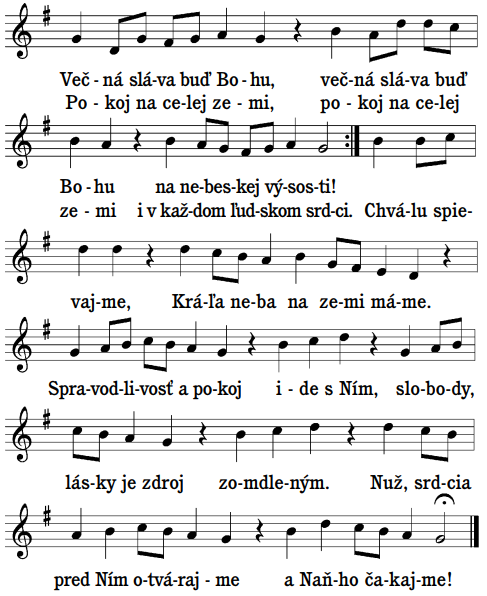 Več - ná slá-va buď Bo - hu, več-ná slá-va buď
Po - koj na ce-lej ze - mi, po - koj na ce-lej
Bo - hu na ne-bes-kej vý-sos-ti!
ze - mi i v kaž-dom ľud-skom srd-ci. Chvá-lu spie-
vaj-me, Krá-ľa ne-ba na ze-mi má-me.
Spra-vod-li-vosť a po-koj i - de s Ním, slo-bo-dy,
lás-ky je zdroj zo-mdle-ným. Nuž, srd-cia
pred Ním o-tvá-raj - me a Naň-ho ča-kaj-me!